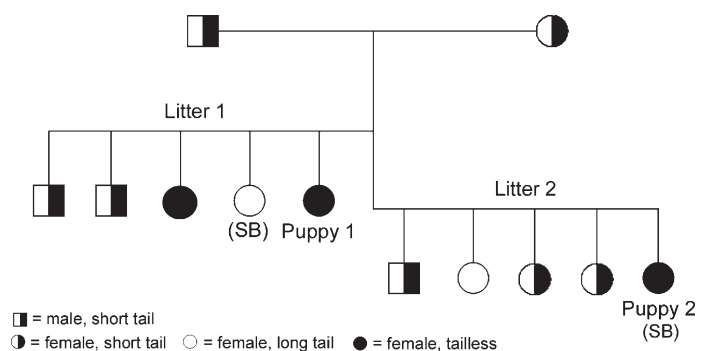 Litter 1
(SB) Puppy 1
Litter 2
Puppy 2
(SB)
= male, short tail
= female, short tail = female, long tail = female, tailless